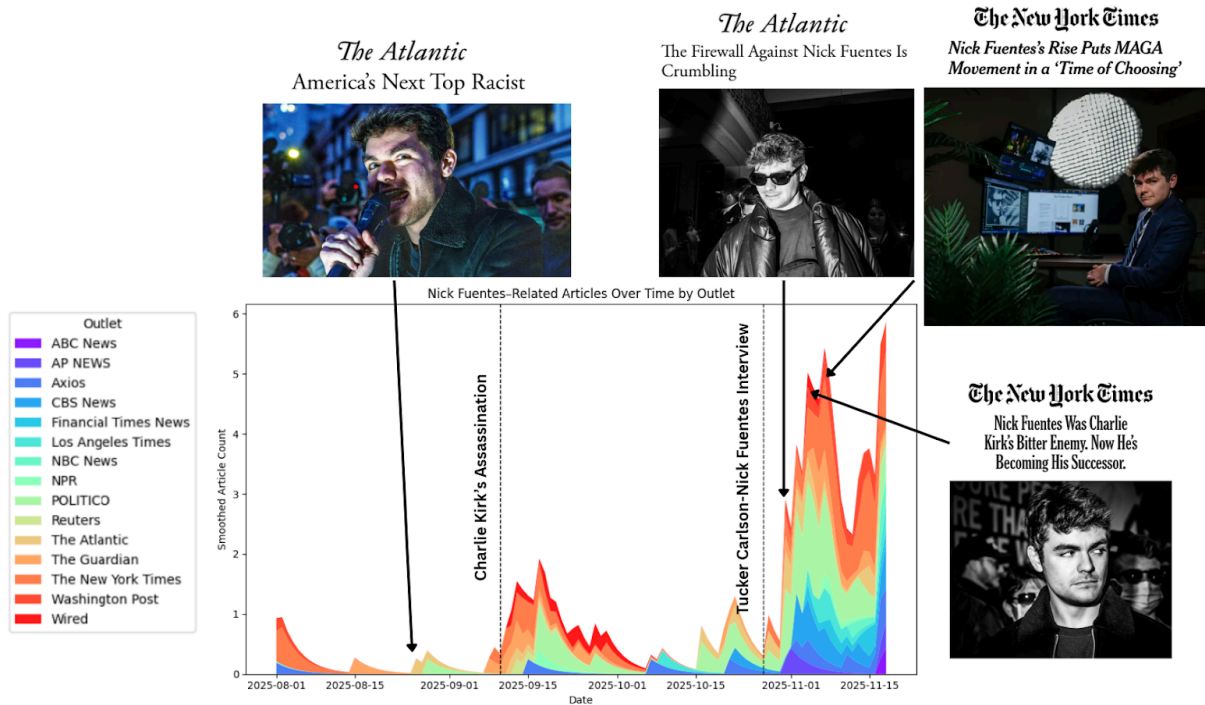 The Atlantic
America's Next Top Racist
The Atlantic
The Firewall Against Nick Fuentes Is
Crumbling
The New York Times
Nick Fuentes's Rise Puts MAGA
Movement in a 'Time of Choosing'
Nick Fuentes–Related Articles Over Time by Outlet
Outlet
ABC News
AP NEWS
Axios
CBS News
Financial Times News
Los Angeles Times
NBC News
NPR
POLITICO
Reuters
The Atlantic
The Guardian
The New York Times
Washington Post
Wired
Smoothed Article Count
6
5
4
3
2
1
0
Charlie Kirk's Assassination
Tucker Carlson-Nick Fuentes Interview
2025-08-01
2025-08-15
2025-09-01
2025-09-15
2025-10-01
2025-10-15
2025-11-01
2025-11-15
Date
The New York Times
Nick Fuentes Was Charlie
Kirk's Bitter Enemy. Now He's
Becoming His Successor.